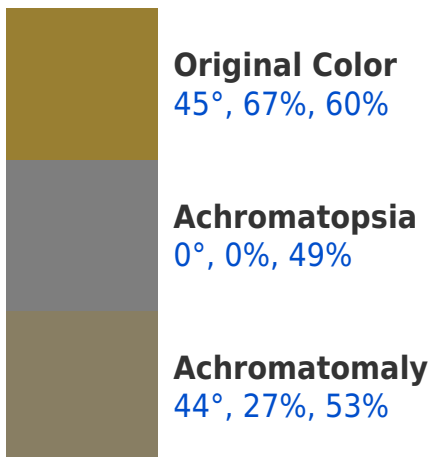 Original Color
45°, 67%, 60%
Achromatopsia
0°, 0%, 49%
Achromatomaly
44°, 27%, 53%